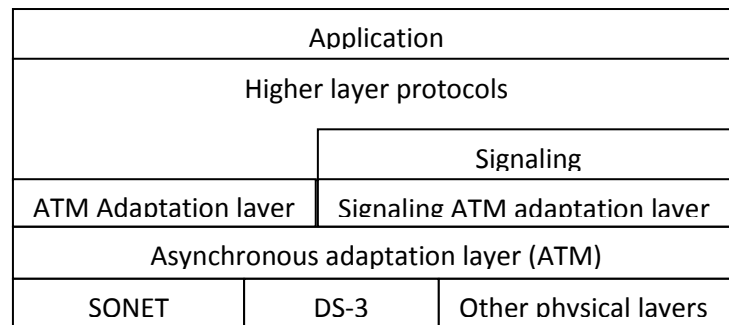 Application
Higher layer protocols
Signaling
ATM Adaptation layer Signaling ATM adaptation layer
Asynchronous adaptation layer (ATM)
SONET DS-3 Other physical layers